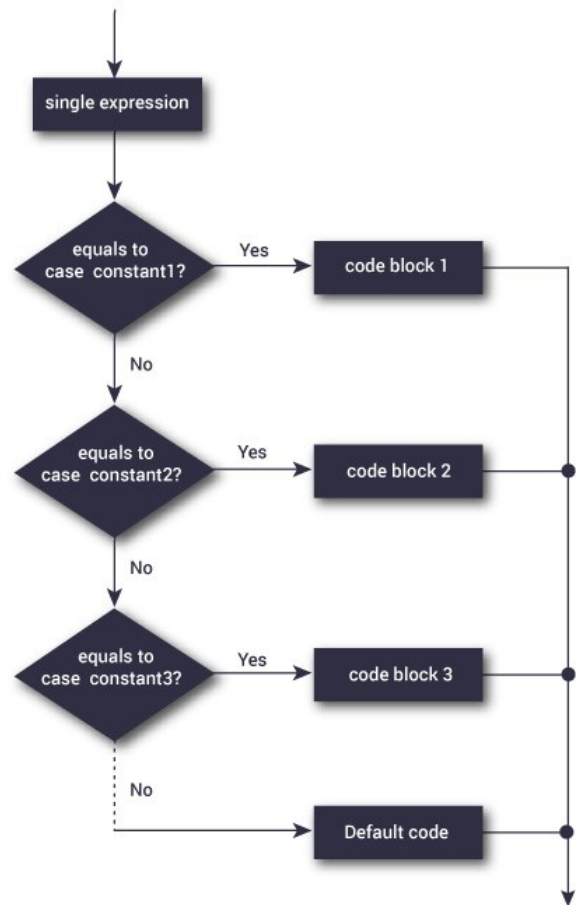 single expression
equals to
case constant1?
Yes
code block 1
No
equals to
case constant2?
Yes
code block 2
No
equals to
case constant3?
Yes
code block 3
No
Default code